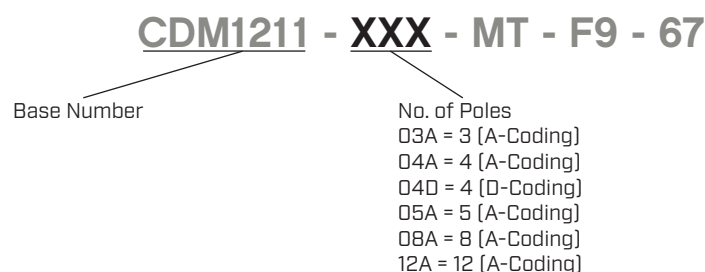 CDM1211 - XXX - MT - F9 - 67
Base Number
No. of Poles
03A = 3 (A-Coding)
04A = 4 (A-Coding)
04D = 4 (D-Coding)
05A = 5 (A-Coding)
08A = 8 (A-Coding)
12A = 12 (A-Coding)